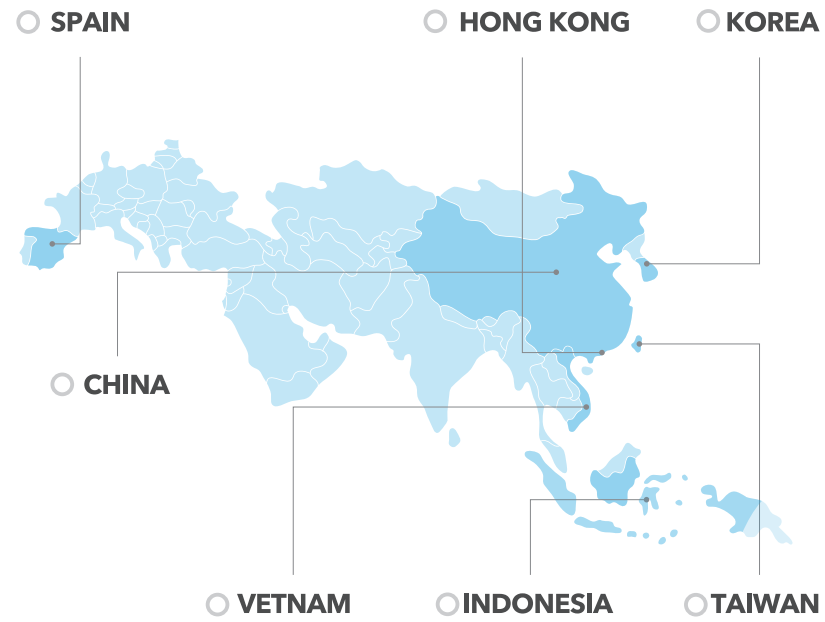 SPAIN
HONG KONG
KOREA
CHINA
VETNAM
INDONESIA
TAIWAN